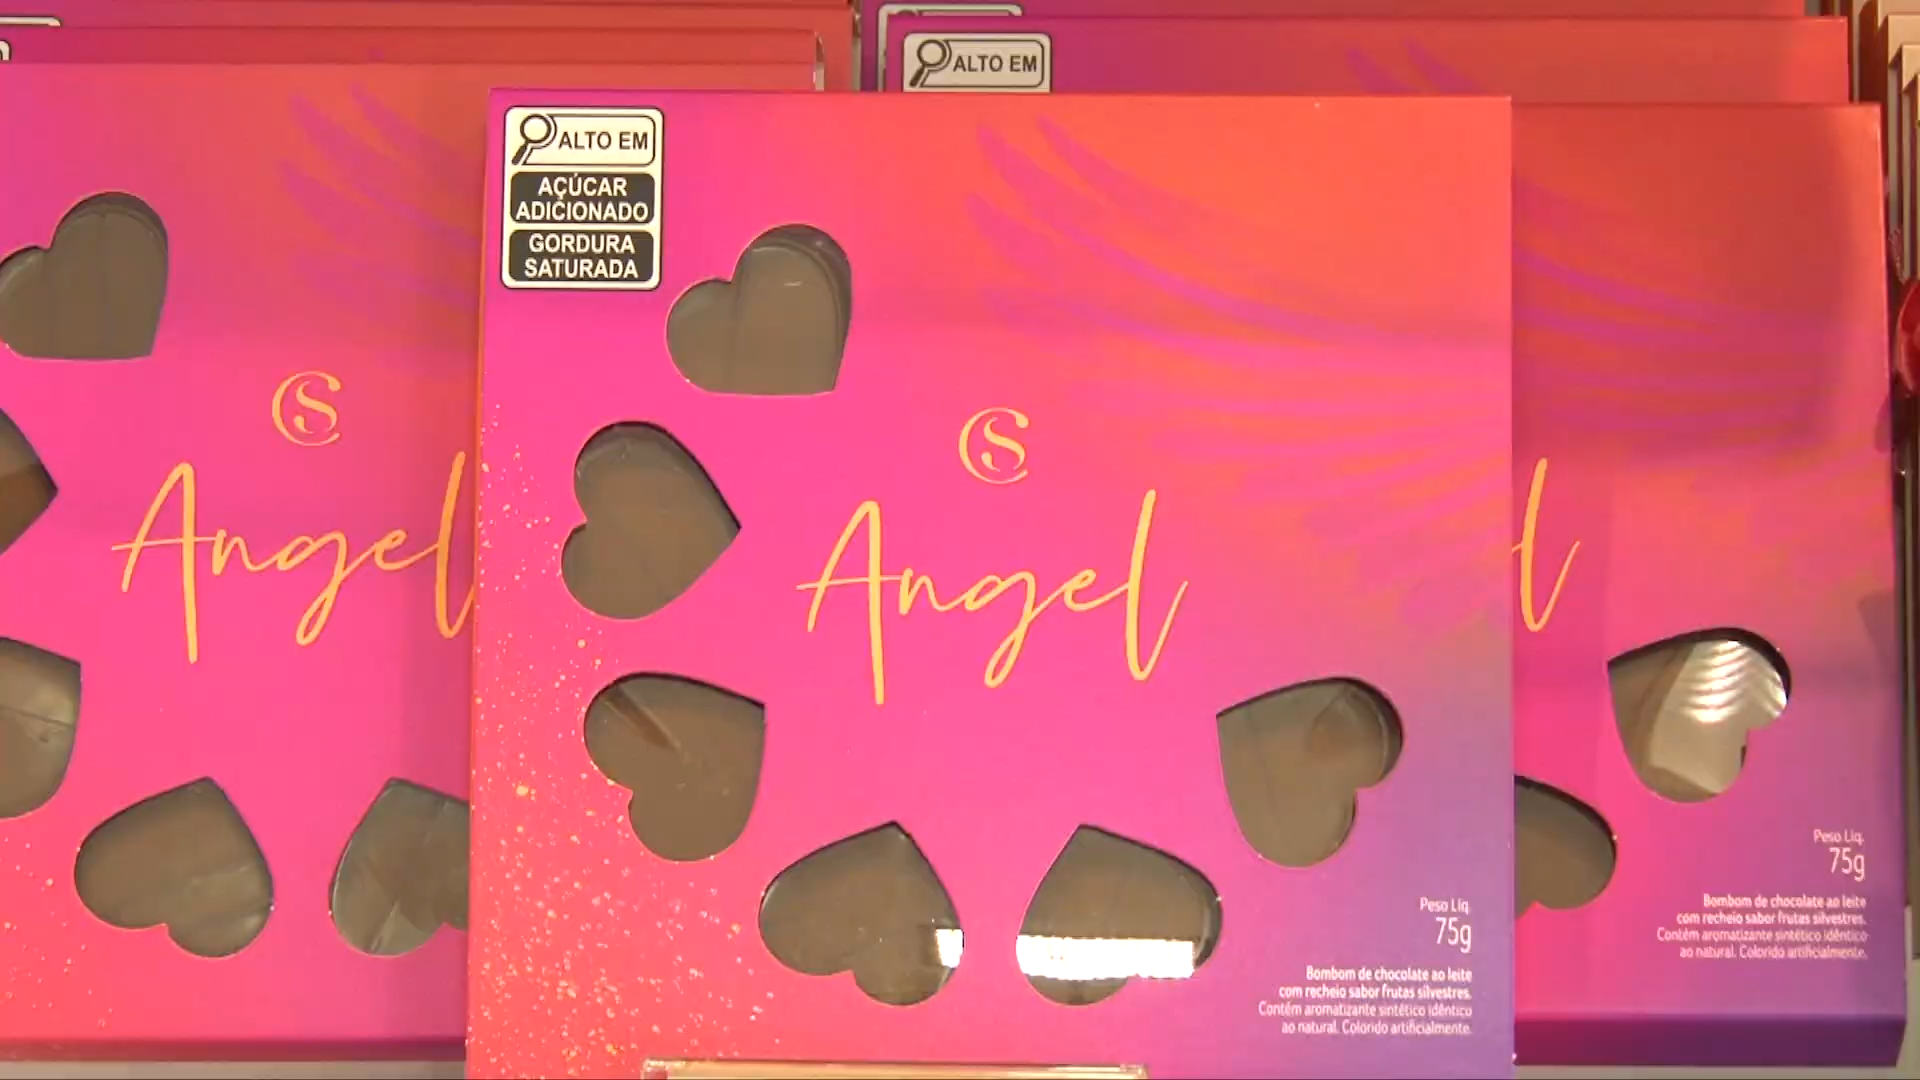 ALTO EM
ALTO EM
AÇÚCAR
ADICIONADO
GORDURA
SATURADA
CS
Angel
CS
Angel
Peso Líq.
75g
Bombom de chocolate ao leite
com recheio sabor frutas silvestres.
Contém aromatizante sintético idêntico
ao natural. Colorido artificialmente.
Peso Líq.
75g
Bombom de chocolate ao leite
com recheio sabor frutas silvestres.
Contém aromatizante sintético idêntico
ao natural. Colorido artificialmente.